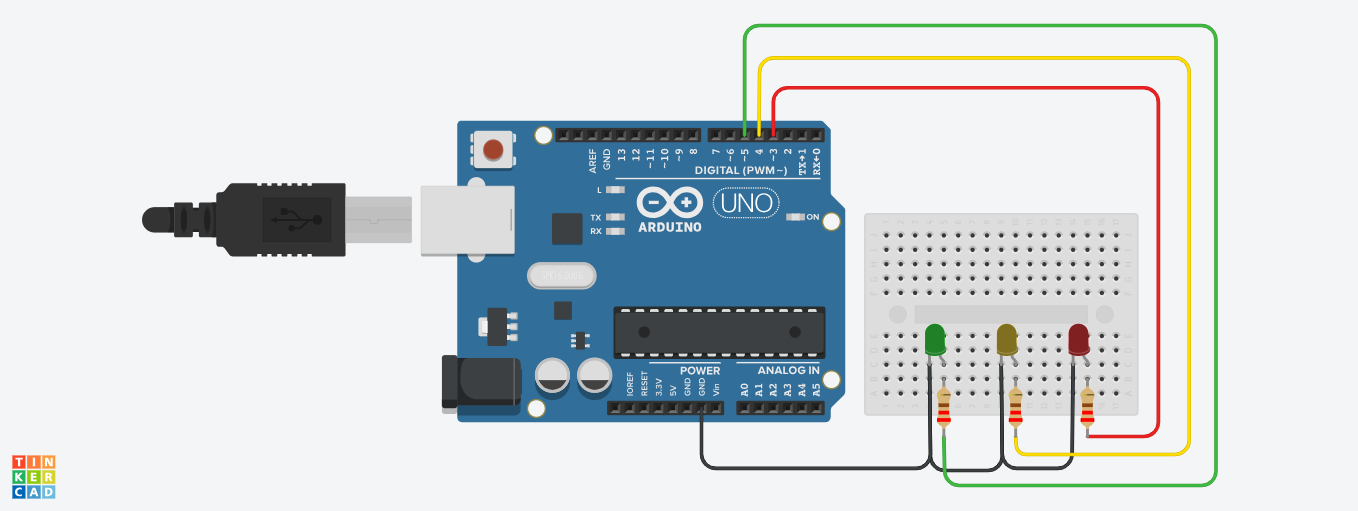 AREF
GND
13
12
~11
~10
~9
8
7
~6
~5
4
~3
2
TX→1
RX←0
DIGITAL (PWM~)
L
TX
RX
ARDUINO
UNO
ON
POWER
ANALOG IN
IOREF
RESET
3.3V
5V
GND
GND
Vin
A0
A1
A2
A3
A4
A5
TIN
KER
CAD